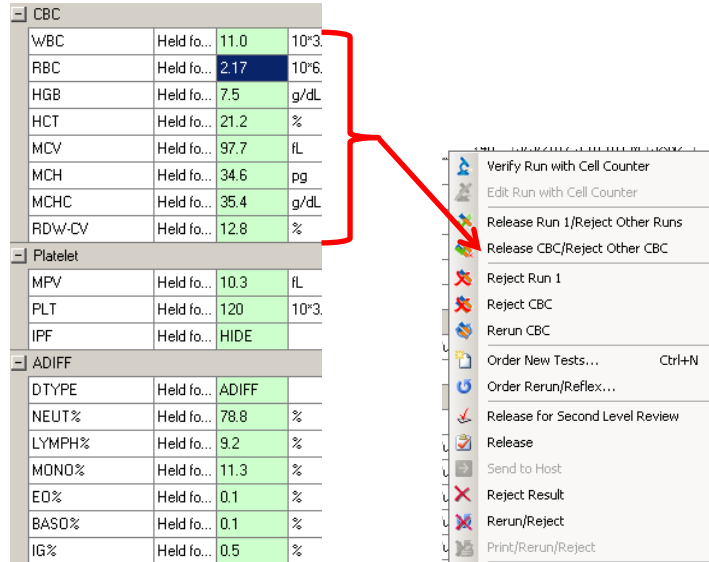 CBC
WBC Held fo... 11.0 10*3.
RBC Held fo... 2.17 10*6.
HGB Held fo... 7.5 g/dL
HCT Held fo... 21.2 %
MCV Held fo... 97.7 fL
MCH Held fo... 34.6 pg
MCHC Held fo... 35.4 g/dL
RDW-CV Held fo... 12.8 %
Platelet
MPV Held fo... 10.3 fL
PLT Held fo... 120 10*3.
IPF Held fo... HIDE
ADIFF
DTYPE Held fo... ADIFF
NEUT% Held fo... 78.8 %
LYMPH% Held fo... 9.2 %
MONO% Held fo... 11.3 %
EO% Held fo... 0.1 %
BASO% Held fo... 0.1 %
IG% Held fo... 0.5 %
Verify Run with Cell Counter
Edit Run with Cell Counter
Release Run 1/Reject Other Runs
Release CBC/Reject Other CBC
Reject Run 1
Reject CBC
Rerun CBC
Order New Tests... Ctrl+N
Order Rerun/Reflex...
Release for Second Level Review
Release
Send to Host
Reject Result
Rerun/Reject
Print/Rerun/Reject